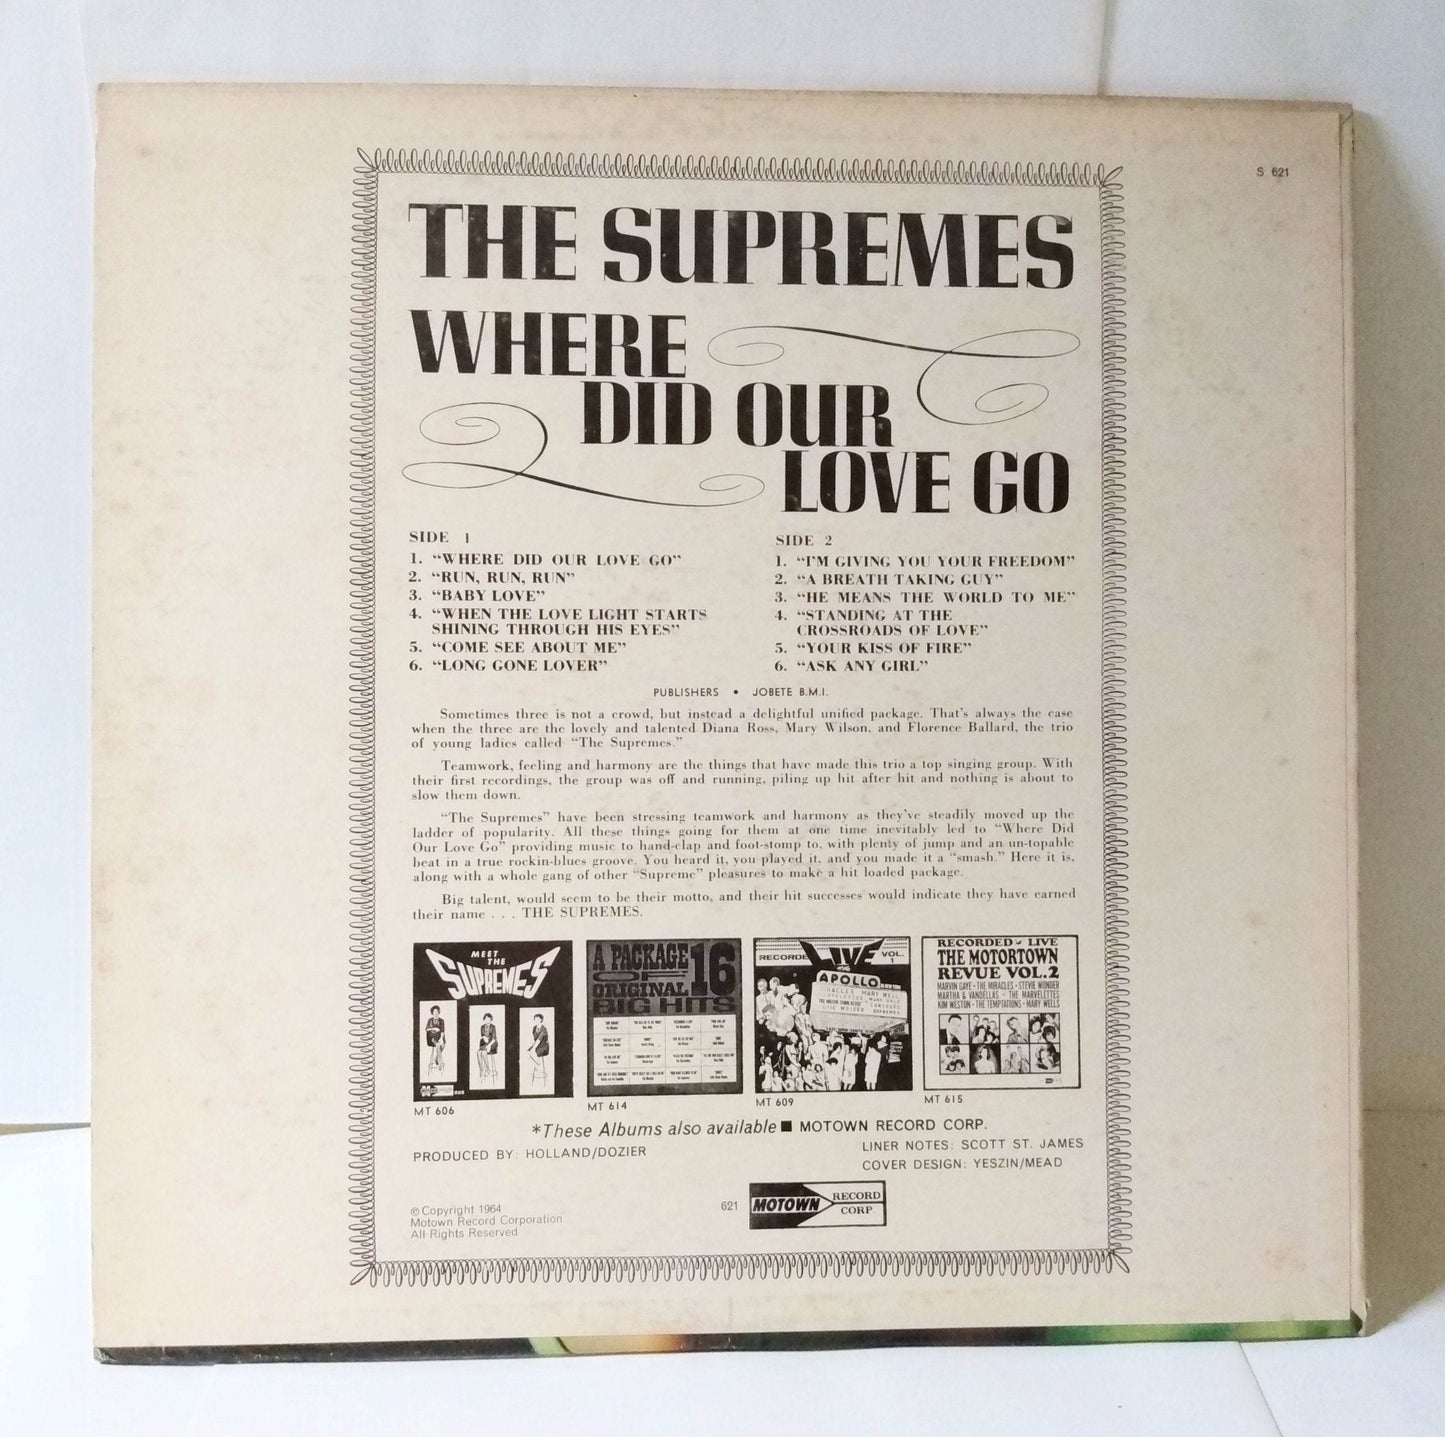 S 621
THE SUPREMES
WHERE
DID OUR
LOVE GO
SIDE 1
1. “WHERE DID OUR LOVE GO”
2. “RUN, RUN, RUN”
3. “BABY LOVE”
4. “WHEN THE LOVE LIGHT STARTS
SHINING THROUGH HIS EYES”
5. “COME SEE ABOUT ME”
6. “LONG GONE LOVER”
SIDE 2
1. “I’M GIVING YOU YOUR FREEDOM”
2. “A BREATH TAKING GUY”
3. “HE MEANS THE WORLD TO ME”
4. “STANDING AT THE
CROSSROADS OF LOVE”
5. “YOUR KISS OF FIRE”
6. “ASK ANY GIRL”
PUBLISHERS • JOBETE B.M.I.
Sometimes three is not a crowd, but instead a delightful unified package. That’s always the case
when the three are the lovely and talented Diana Ross, Mary Wilson, and Florence Ballard, the trio
of young ladies called “The Supremes.”
Teamwork, feeling and harmony are the things that have made this trio a top singing group. With
their first recordings, the group was off and running, piling up hit after hit and nothing is about to
slow them down.
“The Supremes” have been stressing teamwork and harmony as they’ve steadily moved up the
ladder of popularity. All these things going for them at one time inevitably led to “Where Did
Our Love Go” providing music to hand-clap and foot-stomp to, with plenty of jump and an un-topable
beat in a true rockin-blues groove. You heard it, you played it, and you made it a “smash.” Here it is,
along with a whole gang of other “Supreme” pleasures to make a hit loaded package.
Big talent, would seem to be their motto, and their hit successes would indicate they have earned
their name . . . THE SUPREMES.
MEET
THE
SUPREMES
MT 606
A PACKAGE
OF 16
ORIGINAL
BIG HITS
MT 614
RECORDED LIVE VOL. 1
APOLLO
MT 609
RECORDED LIVE
THE MOTORTOWN
REVUE VOL.2
MARVIN GAYE · THE MIRACLES · STEVIE WONDER
MARTHA & VANDELLAS · THE MARVELETTES
KIM WESTON · THE TEMPTATIONS · MARY WELLS
MT 615
*These Albums also available ■ MOTOWN RECORD CORP.
PRODUCED BY: HOLLAND/DOZIER
LINER NOTES: SCOTT ST. JAMES
COVER DESIGN: YESZIN/MEAD
© Copyright 1964
Motown Record Corporation
All Rights Reserved
621
MOTOWN RECORD
CORP